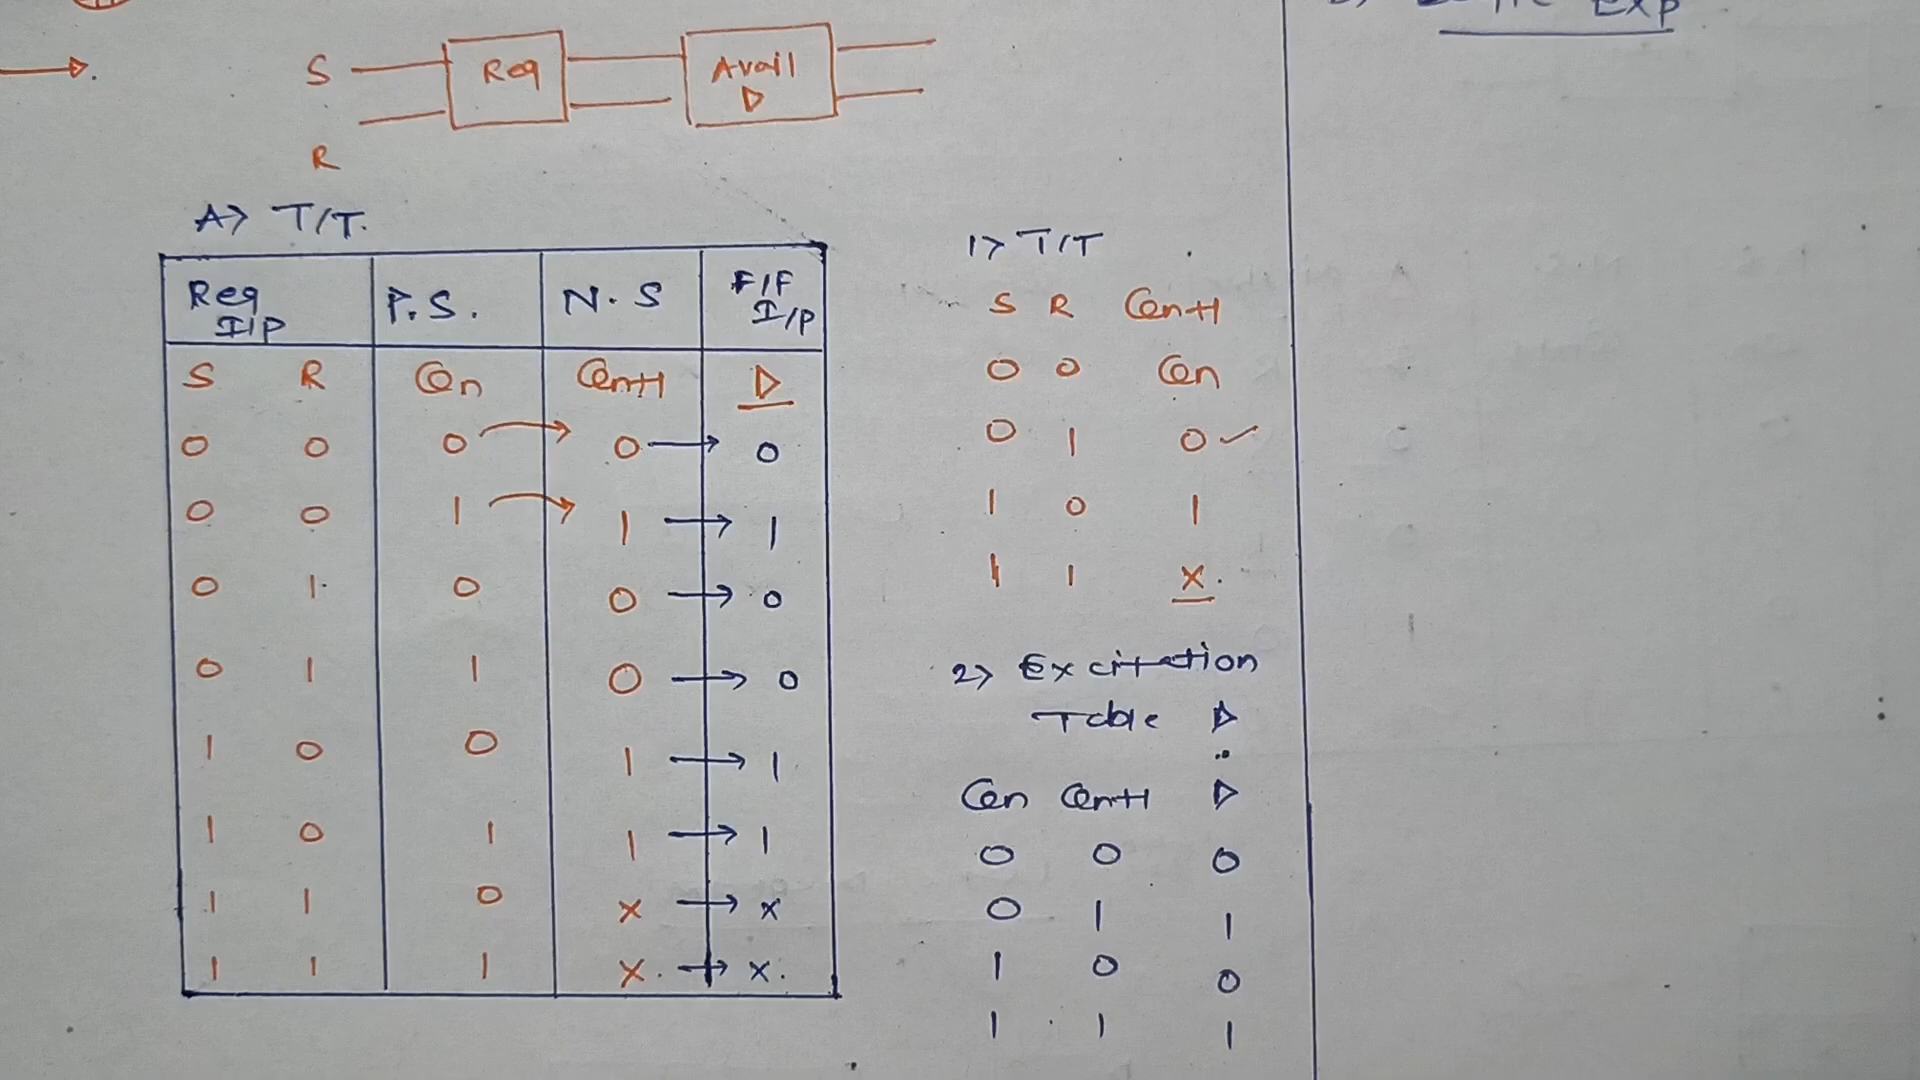 Exp
S Req Avail
D
R
A> T/T.
Req I/P P.S. N.S F/F I/P
S R Qn Qn+1 D
0 0 0 → 0 → 0
0 0 1 → 1 → 1
0 1 0 0 → 0
0 1 1 0 → 0
1 0 0 1 → 1
1 0 1 1 → 1
1 1 0 x → x
1 1 1 x. → x.
1> T/T
S R Qn+1
0 0 Qn
0 1 0 ✓
1 0 1
1 1 x.
2> Excitation
Table D
Qn Qn+1 D
0 0 0
0 1 1
1 0 0
1 1 1